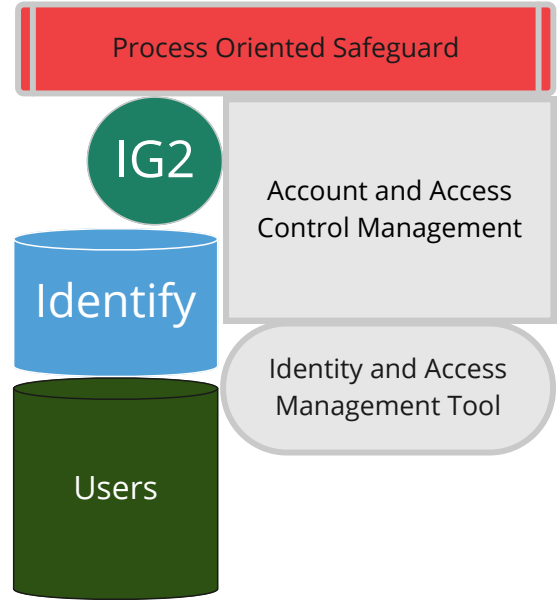 Process Oriented Safeguard
IG2
Account and Access
Control Management
Identify
Identity and Access
Management Tool
Users